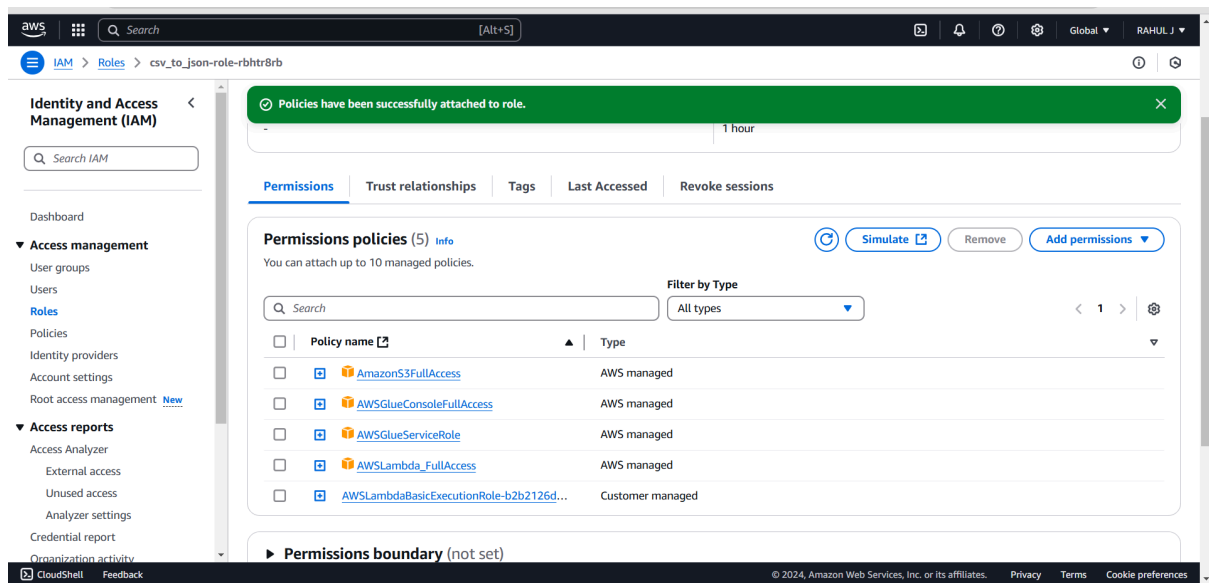 aws
Search [Alt+S]
Global ▼ RAHUL J ▼
IAM > Roles > csv_to_json-role-rbhtr8rb
Identity and Access Management (IAM)
Search IAM
Dashboard
▼ Access management
User groups
Users
Roles
Policies
Identity providers
Account settings
Root access management New
▼ Access reports
Access Analyzer
External access
Unused access
Analyzer settings
Credential report
Organization activity
Policies have been successfully attached to role.
- 1 hour
Permissions Trust relationships Tags Last Accessed Revoke sessions
Permissions policies (5) Info
Simulate Remove Add permissions ▼
You can attach up to 10 managed policies.
Filter by Type
Search All types ▼ < 1 >
Policy name ▲ Type
AmazonS3FullAccess AWS managed
AWSGlueConsoleFullAccess AWS managed
AWSGlueServiceRole AWS managed
AWSLambda_FullAccess AWS managed
AWSLambdaBasicExecutionRole-b2b2126d... Customer managed
▶ Permissions boundary (not set)
CloudShell Feedback © 2024, Amazon Web Services, Inc. or its affiliates. Privacy Terms Cookie preferences